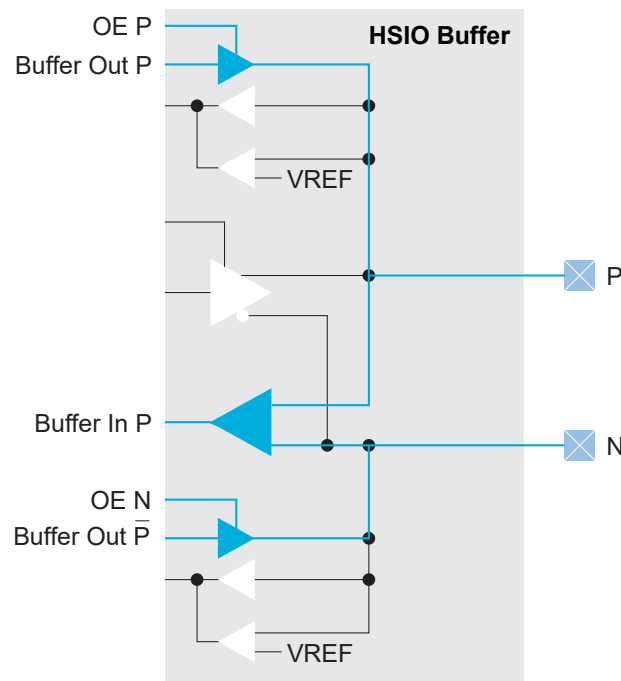 OE P
HSIO Buffer
Buffer Out P
VREF
P
Buffer In P
N
OE N
Buffer Out P̅
VREF